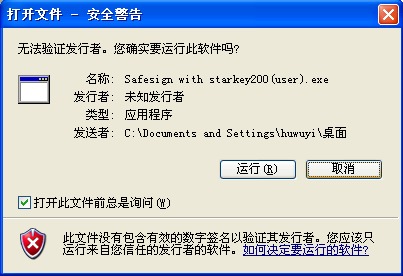 打开文件 - 安全警告
无法验证发行者。您确实要运行此软件吗?
名称: Safesign with starkey200(user).exe
发行者: 未知发行者
类型: 应用程序
发送者: C:\Documents and Settings\huwuyi\桌面
运行(R) 取消
打开此文件前总是询问(W)
此文件没有包含有效的数字签名以验证其发行者。您应该只
运行来自您信任的发行者的软件。如何决定要运行的软件?